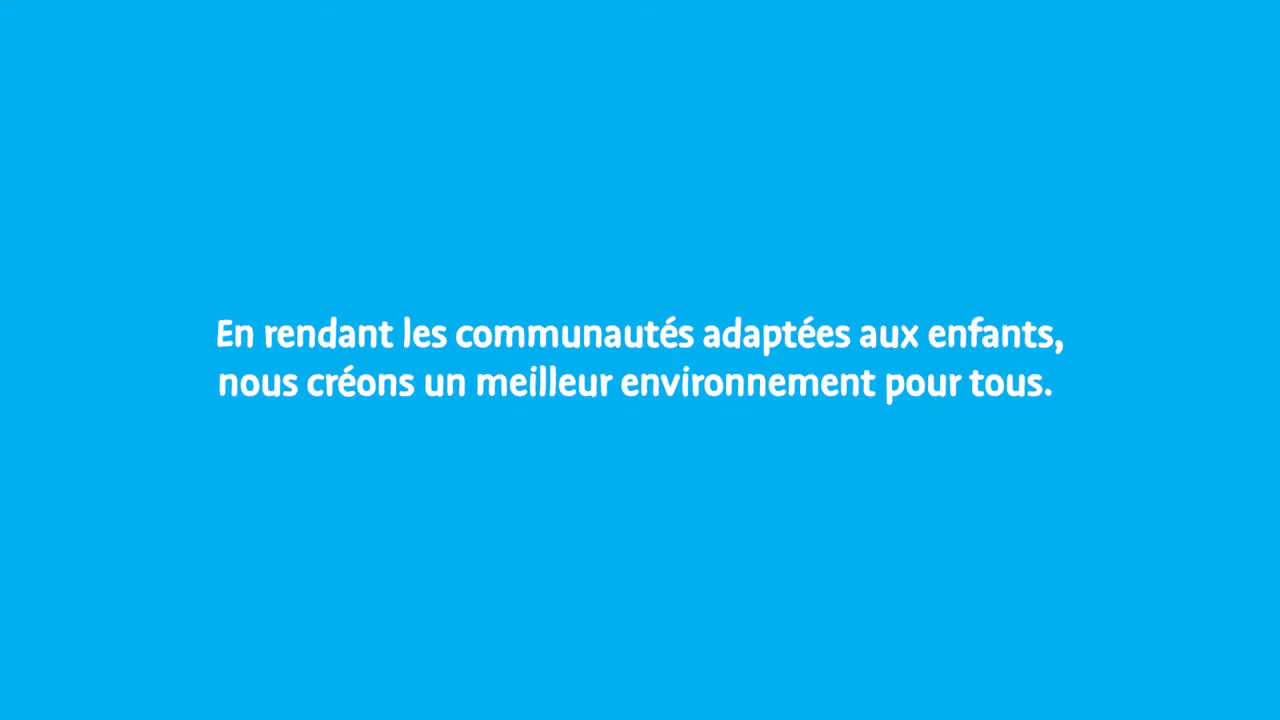 En rendant les communautés adaptées aux enfants,
nous créons un meilleur environnement pour tous.